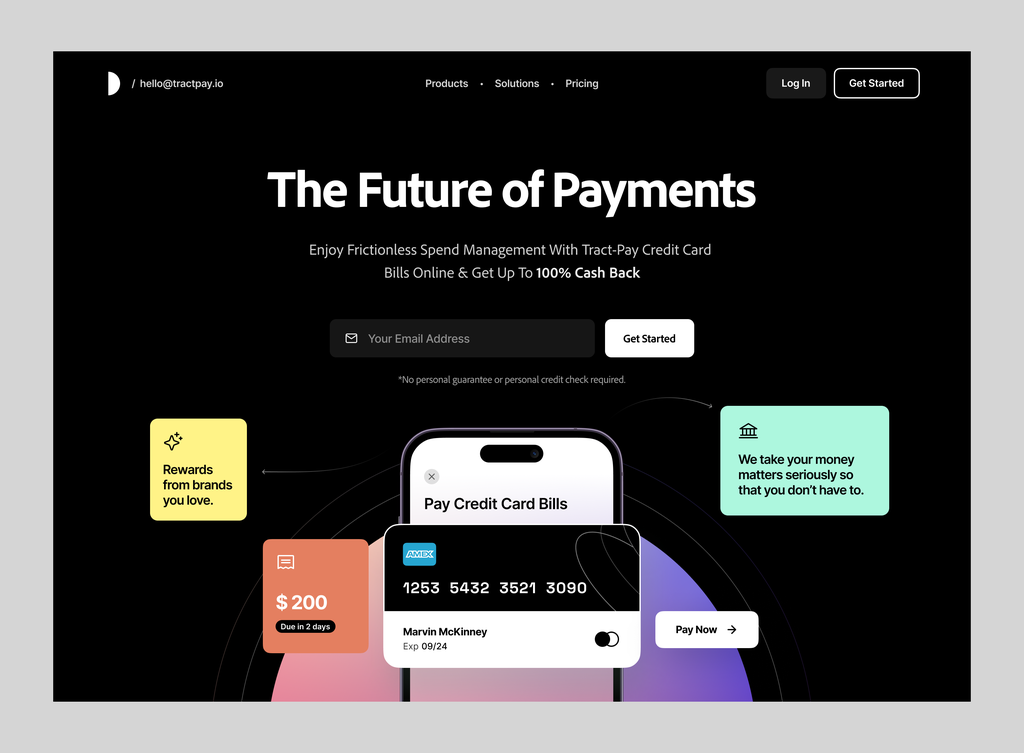 / hello@tractpay.io
Products • Solutions • Pricing
Log In
Get Started
The Future of Payments
Enjoy Frictionless Spend Management With Tract-Pay Credit Card
Bills Online & Get Up To 100% Cash Back
Your Email Address
Get Started
*No personal guarantee or personal credit check required.
Rewards
from brands
you love.
We take your money
matters seriously so
that you don't have to.
Pay Credit Card Bills
AMEX
1253 5432 3521 3090
Marvin McKinney
Exp 09/24
$ 200
Due in 2 days
Pay Now →